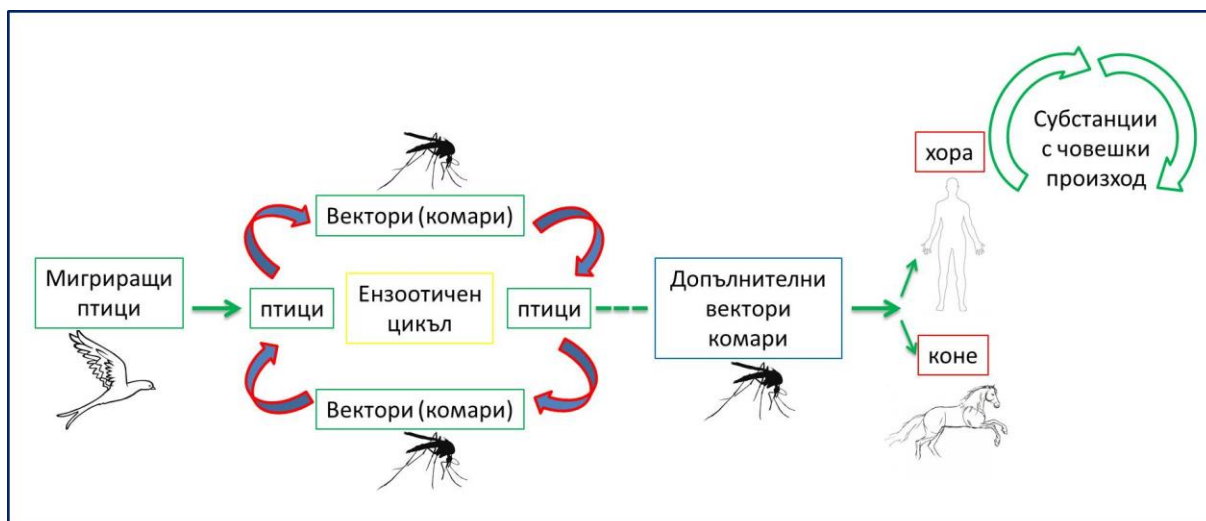 Мигриращи
птици
птици
Вектори (комари)
Ензоотичен
цикъл
птици
Вектори (комари)
Допълнителни
вектори
комари
хора
коне
Субстанции
с човешки
произход